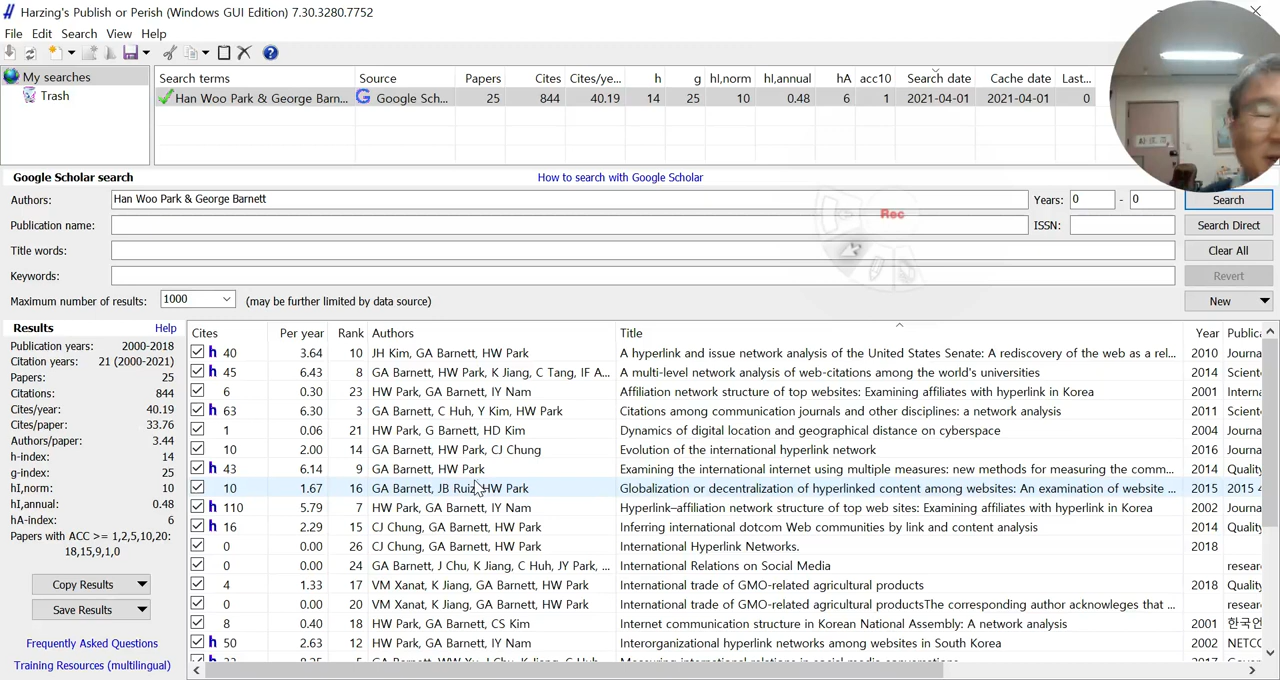 Harzing's Publish or Perish (Windows GUI Edition) 7.30.3280.7752
File Edit Search View Help
My searches
Trash
Search terms Source Papers Cites Cites/ye... h g hI,norm hI,annual hA acc10 Search date Cache date Last...
Han Woo Park & George Barn... Google Sch... 25 844 40.19 14 25 10 0.48 6 1 2021-04-01 2021-04-01 0
Google Scholar search How to search with Google Scholar
Authors: Han Woo Park & George Barnett Years: 0 - 0 Search
Publication name: ISSN: Search Direct
Rec
Title words: Clear All
Keywords: Revert
Maximum number of results: 1000 (may be further limited by data source) New
Results Help
Publication years: 2000-2018
Citation years: 21 (2000-2021)
Papers: 25
Citations: 844
Cites/year: 40.19
Cites/paper: 33.76
Authors/paper: 3.44
h-index: 14
g-index: 25
hI,norm: 10
hI,annual: 0.48
hA-index: 6
Papers with ACC >= 1,2,5,10,20:
18,15,9,1,0
Copy Results
Save Results
Frequently Asked Questions
Training Resources (multilingual)
Cites Per year Rank Authors Title Year Publica
h 40 3.64 10 JH Kim, GA Barnett, HW Park A hyperlink and issue network analysis of the United States Senate: A rediscovery of the web as a rel... 2010 Journa
h 45 6.43 8 GA Barnett, HW Park, K Jiang, C Tang, IF A... A multi-level network analysis of web-citations among the world's universities 2014 Scient
6 0.30 23 HW Park, GA Barnett, IY Nam Affiliation network structure of top websites: Examining affiliates with hyperlink in Korea 2001 Interna
h 63 6.30 3 GA Barnett, C Huh, Y Kim, HW Park Citations among communication journals and other disciplines: a network analysis 2011 Scient
1 0.06 21 HW Park, G Barnett, HD Kim Dynamics of digital location and geographical distance on cyberspace 2004 Journa
10 2.00 14 GA Barnett, HW Park, CJ Chung Evolution of the international hyperlink network 2016 Journa
h 43 6.14 9 GA Barnett, HW Park Examining the international internet using multiple measures: new methods for measuring the comm... 2014 Quality
10 1.67 16 GA Barnett, JB Ruiz, HW Park Globalization or decentralization of hyperlinked content among websites: An examination of website ... 2015 2015 4
h 110 5.79 7 HW Park, GA Barnett, IY Nam Hyperlink–affiliation network structure of top web sites: Examining affiliates with hyperlink in Korea 2002 Journa
h 16 2.29 15 CJ Chung, GA Barnett, HW Park Inferring international dotcom Web communities by link and content analysis 2014 Quality
0 0.00 26 CJ Chung, GA Barnett, HW Park International Hyperlink Networks. 2018
0 0.00 24 GA Barnett, J Chu, K Jiang, C Huh, JY Park, ... International Relations on Social Media resear
4 1.33 17 VM Xanat, K Jiang, GA Barnett, HW Park International trade of GMO-related agricultural products 2018 Quality
0 0.00 20 VM Xanat, K Jiang, GA Barnett, HW Park International trade of GMO-related agricultural productsThe corresponding author acknowleges that ... resear
8 0.40 18 HW Park, GA Barnett, CS Kim Internet communication structure in Korean National Assembly: A network analysis 2001 한국언
h 50 2.63 12 HW Park, GA Barnett, IY Nam Interorganizational hyperlink networks among websites in South Korea 2002 NETCO